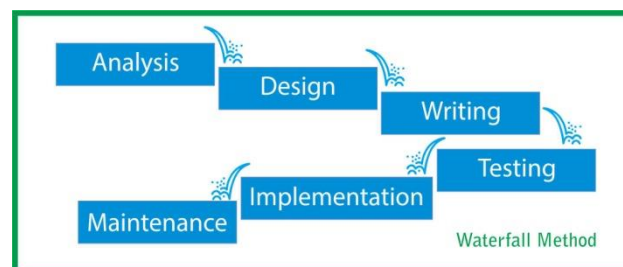 Analysis
Design
Writing
Testing
Implementation
Maintenance
Waterfall Method